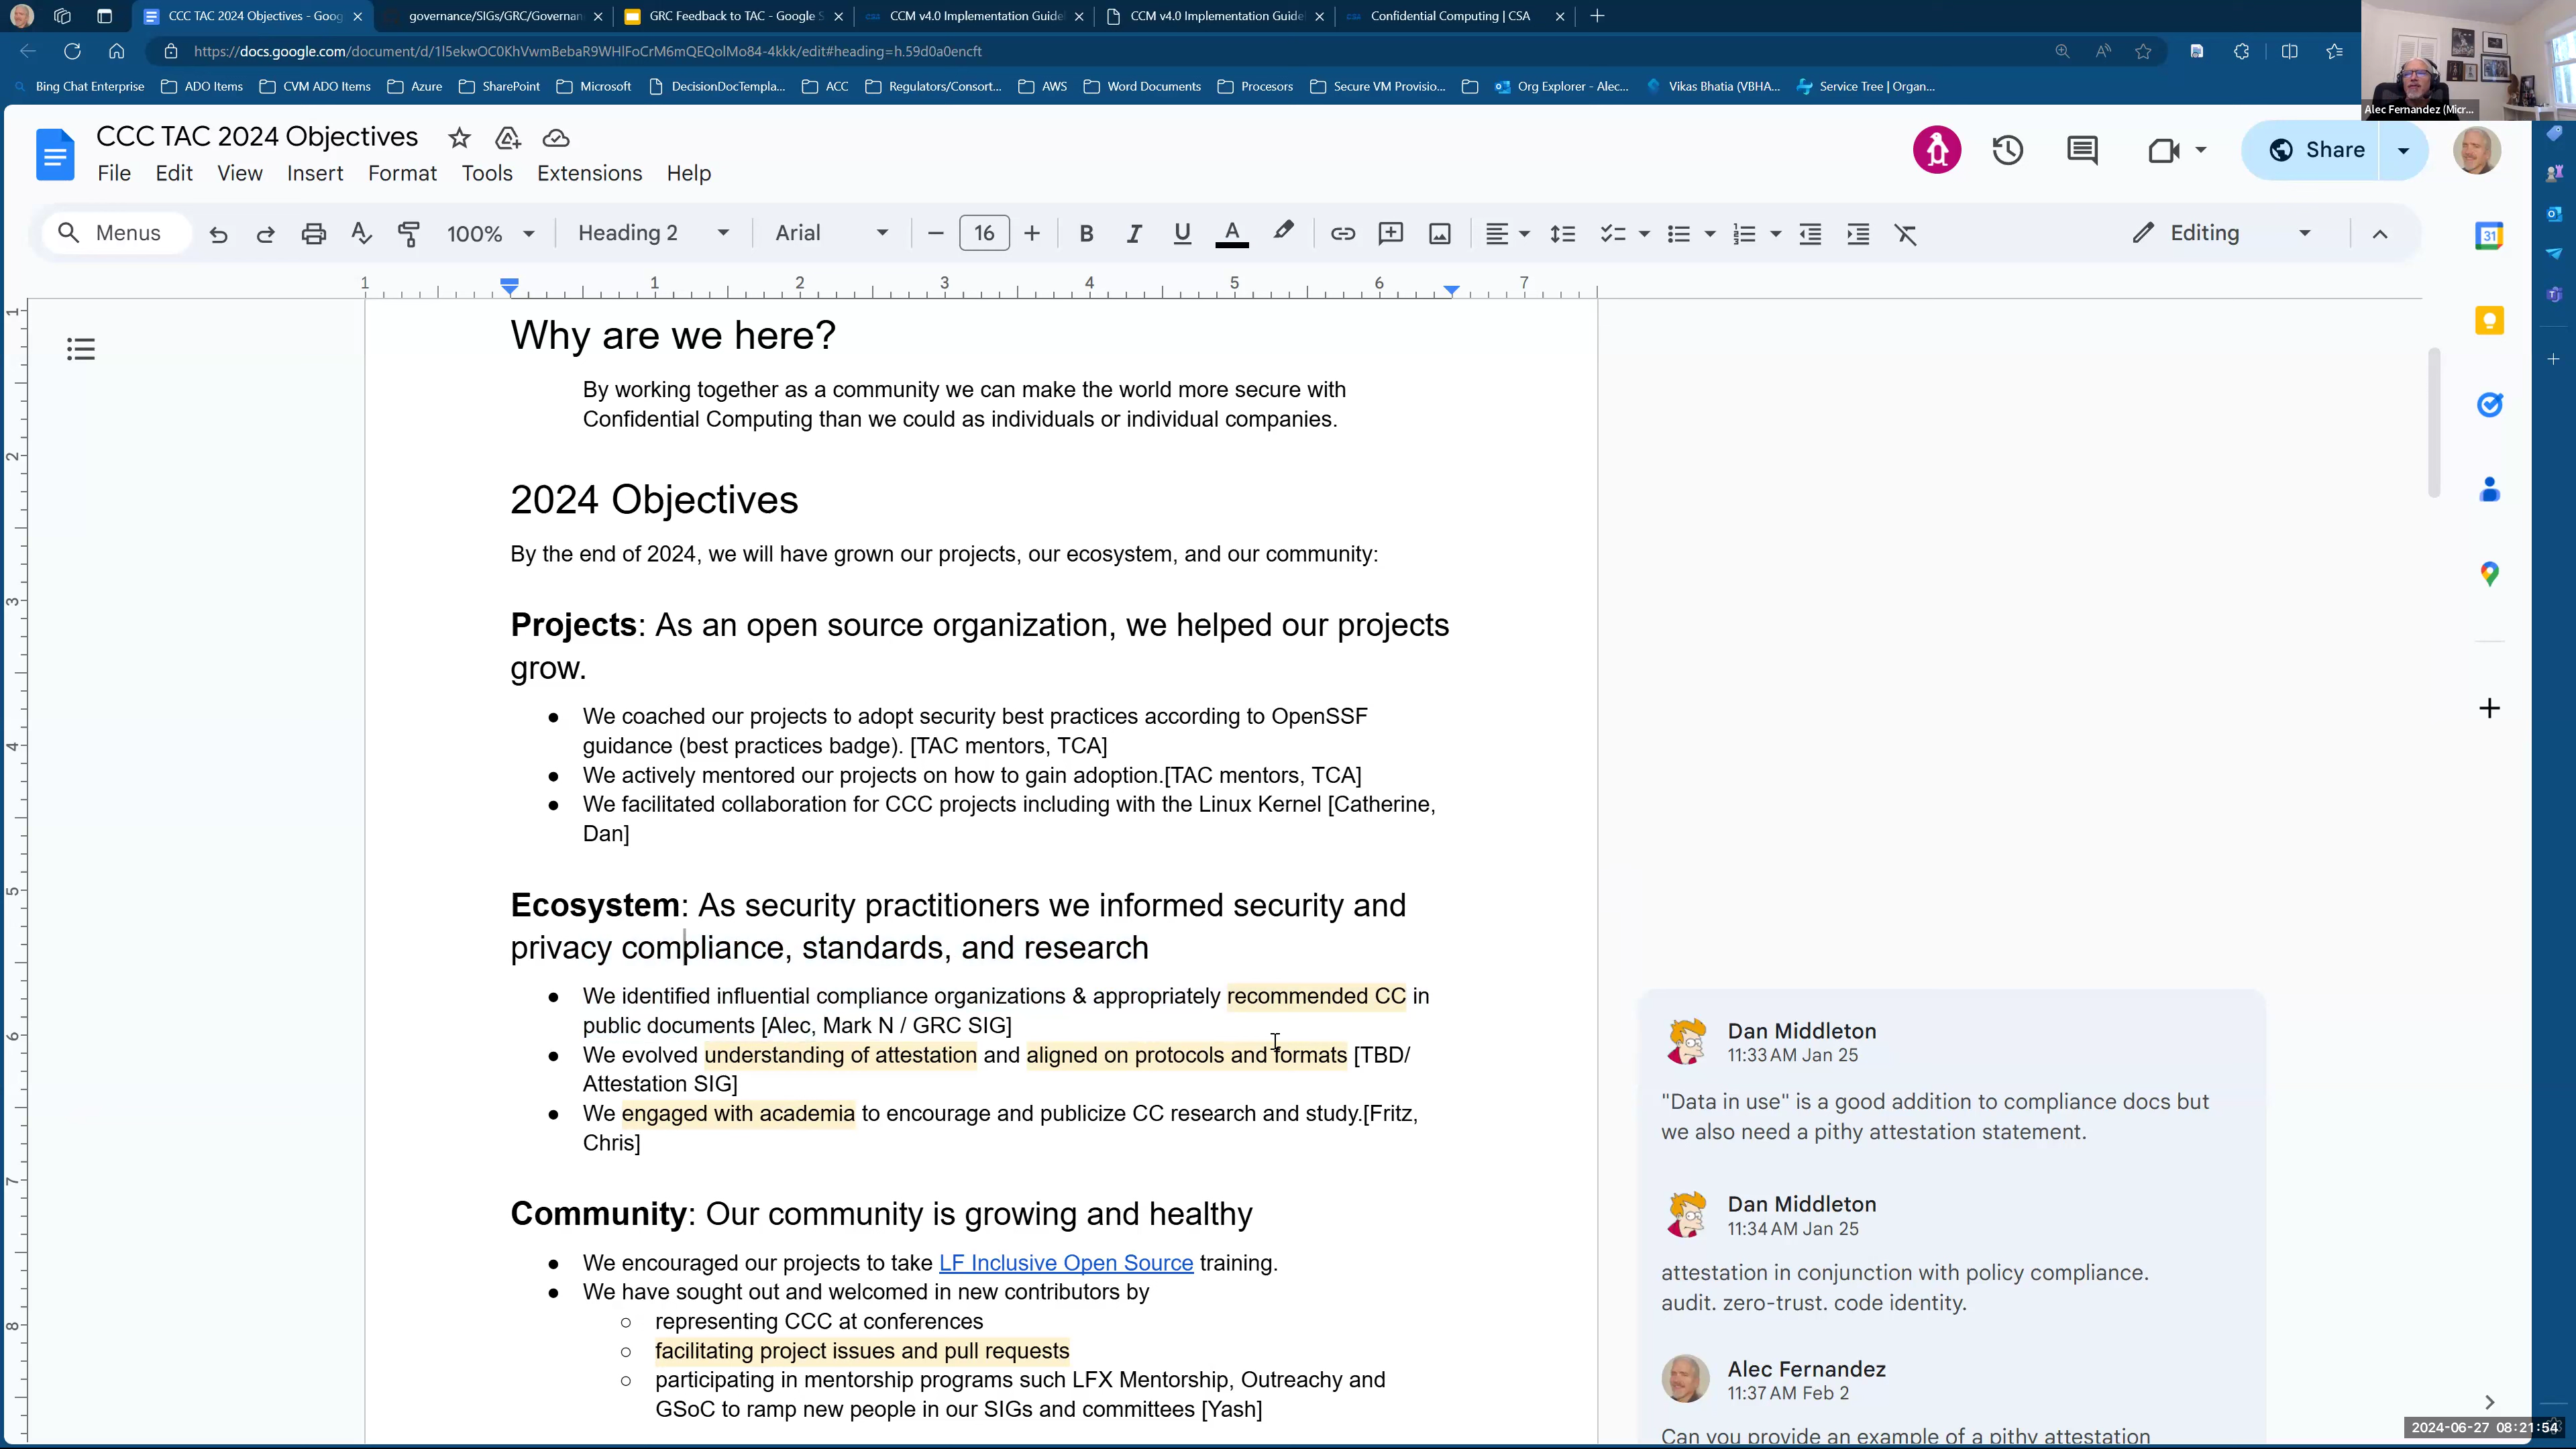 CCC TAC 2024 Objectives - Goog
governance/SIGs/GRC/Governan
GRC Feedback to TAC - Google S
CCM v4.0 Implementation Guide
CCM v4.0 Implementation Guide
Confidential Computing | CSA
https://docs.google.com/document/d/1l5ekwOC0KhVwmBebaR9WHlFoCrM6mQEQolMo84-4kkk/edit#heading=h.59d0a0encft
Bing Chat Enterprise
ADO Items
CVM ADO Items
Azure
SharePoint
Microsoft
DecisionDocTempla...
ACC
Regulators/Consort...
AWS
Word Documents
Procesors
Secure VM Provisio...
Org Explorer - Alec...
Vikas Bhatia (VBHA...
Service Tree | Organ...
Alec Fernandez (Micr...
CCC TAC 2024 Objectives
File Edit View Insert Format Tools Extensions Help
Share
Menus
100%
Heading 2
Arial
16
Editing
31
1 1 2 3 4 5 6 7
1
2
3
4
5
6
7
8
Why are we here?
By working together as a community we can make the world more secure with
Confidential Computing than we could as individuals or individual companies.
2024 Objectives
By the end of 2024, we will have grown our projects, our ecosystem, and our community:
Projects: As an open source organization, we helped our projects
grow.
● We coached our projects to adopt security best practices according to OpenSSF
guidance (best practices badge). [TAC mentors, TCA]
● We actively mentored our projects on how to gain adoption.[TAC mentors, TCA]
● We facilitated collaboration for CCC projects including with the Linux Kernel [Catherine,
Dan]
Ecosystem: As security practitioners we informed security and
privacy compliance, standards, and research
● We identified influential compliance organizations & appropriately recommended CC in
public documents [Alec, Mark N / GRC SIG]
● We evolved understanding of attestation and aligned on protocols and formats [TBD/
Attestation SIG]
● We engaged with academia to encourage and publicize CC research and study.[Fritz,
Chris]
Community: Our community is growing and healthy
● We encouraged our projects to take LF Inclusive Open Source training.
● We have sought out and welcomed in new contributors by
○ representing CCC at conferences
○ facilitating project issues and pull requests
○ participating in mentorship programs such LFX Mentorship, Outreachy and
GSoC to ramp new people in our SIGs and committees [Yash]
Dan Middleton
11:33 AM Jan 25
"Data in use" is a good addition to compliance docs but
we also need a pithy attestation statement.
Dan Middleton
11:34 AM Jan 25
attestation in conjunction with policy compliance.
audit. zero-trust. code identity.
Alec Fernandez
11:37 AM Feb 2
Can you provide an example of a pithy attestation
2024-06-27 08:21:54